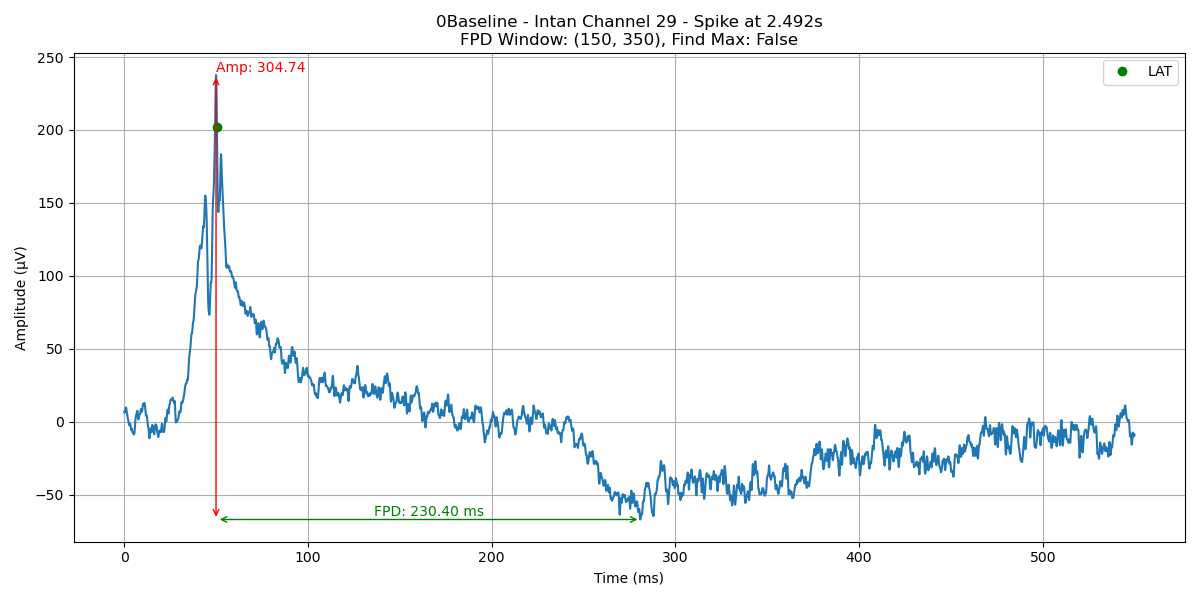 0Baseline - Intan Channel 29 - Spike at 2.492s
FPD Window: (150, 350), Find Max: False
Amp: 304.74
LAT
250
200
150
100
50
0
−50
Amplitude (μV)
FPD: 230.40 ms
0
100
200
300
400
500
Time (ms)